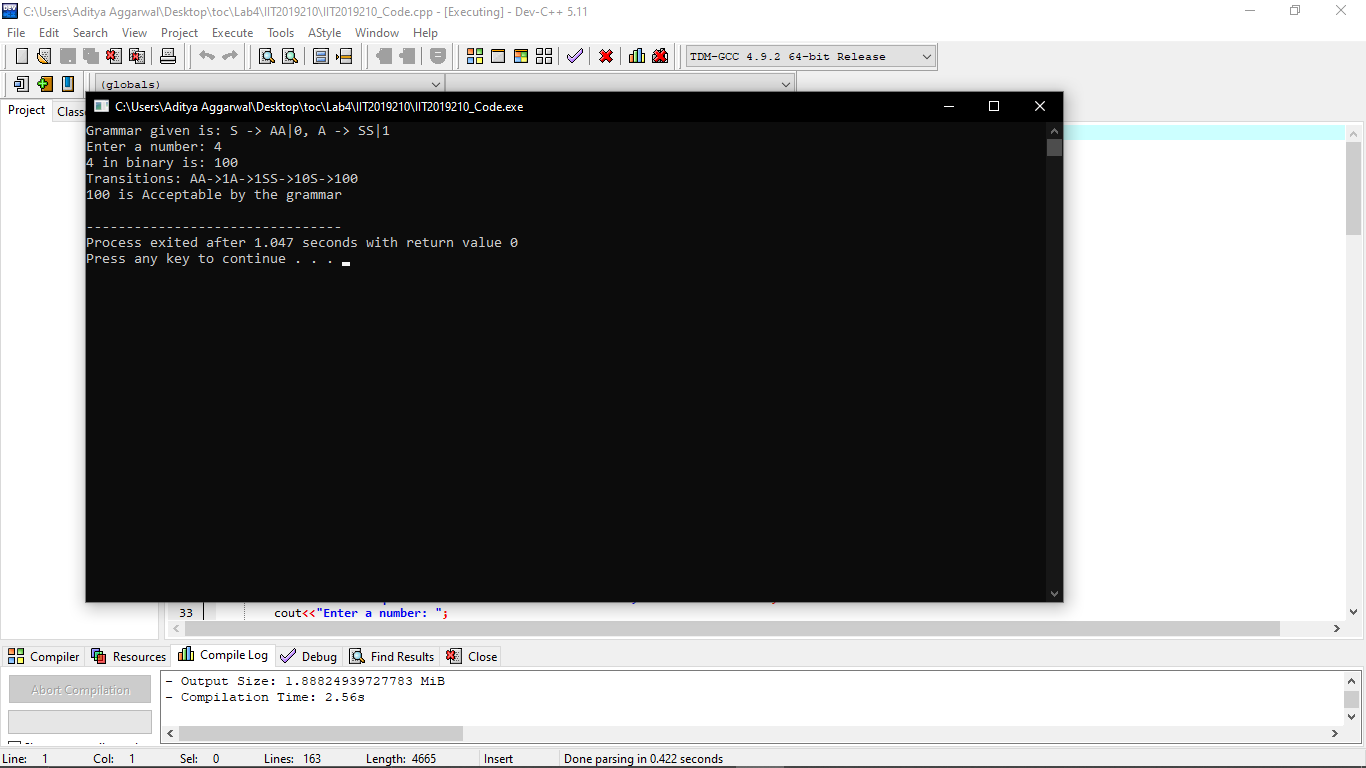 C:\Users\Aditya Aggarwal\Desktop\toc\Lab4\IIT2019210\IIT2019210_Code.cpp - [Executing] - Dev-C++ 5.11
File Edit Search View Project Execute Tools AStyle Window Help
TDM-GCC 4.9.2 64-bit Release
(globals)
Project Classe
C:\Users\Aditya Aggarwal\Desktop\toc\Lab4\IIT2019210\IIT2019210_Code.exe
Grammar given is: S -> AA|0, A -> SS|1
Enter a number: 4
4 in binary is: 100
Transitions: AA->1A->1SS->10S->100
100 is Acceptable by the grammar
--------------------------------
Process exited after 1.047 seconds with return value 0
Press any key to continue . . .
33 cout<<"Enter a number: ";
Compiler Resources Compile Log Debug Find Results Close
Abort Compilation
- Output Size: 1.88824939727783 MiB
- Compilation Time: 2.56s
Line: 1 Col: 1 Sel: 0 Lines: 163 Length: 4665 Insert Done parsing in 0.422 seconds